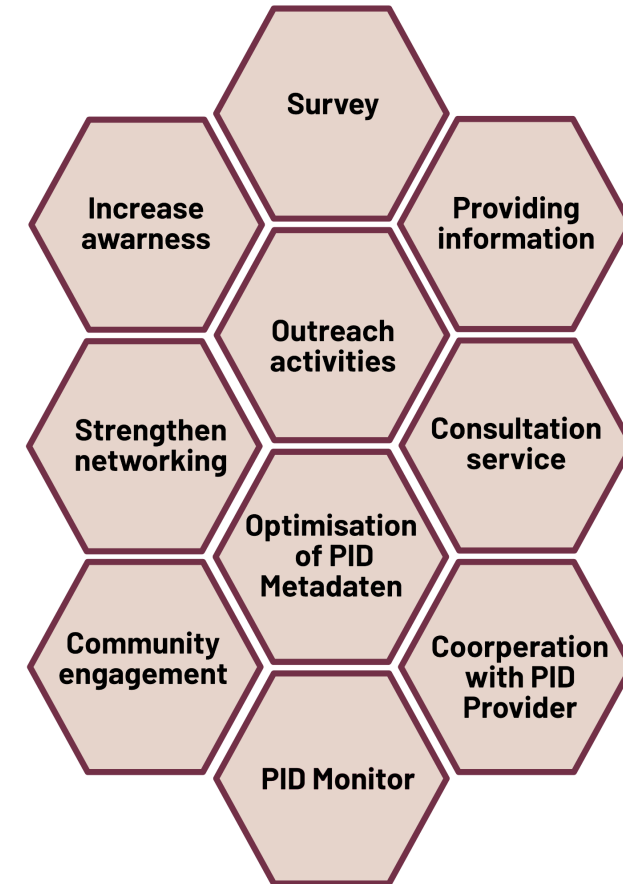 Survey
Increase
awarness
Providing
information
Outreach
activities
Strengthen
networking
Consultation
service
Optimisation
of PID
Metadaten
Community
engagement
Coorperation
with PID
Provider
PID Monitor